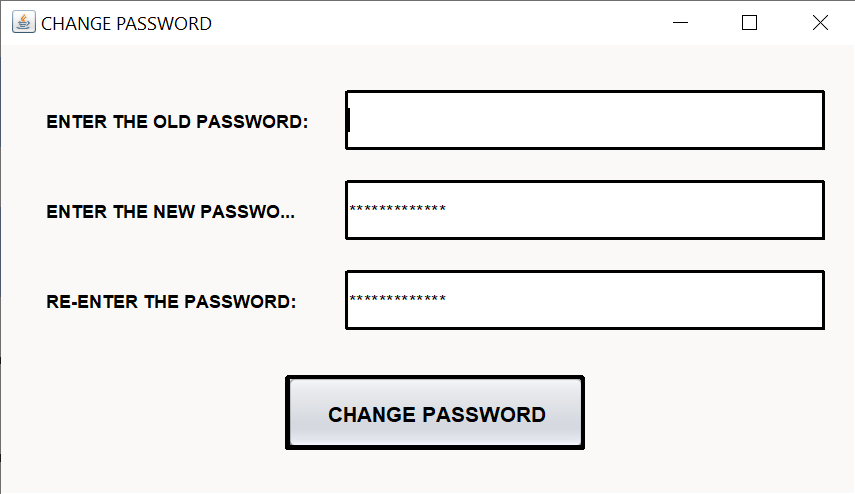 CHANGE PASSWORD
ENTER THE OLD PASSWORD:
ENTER THE NEW PASSWO...
*************
RE-ENTER THE PASSWORD:
*************
CHANGE PASSWORD